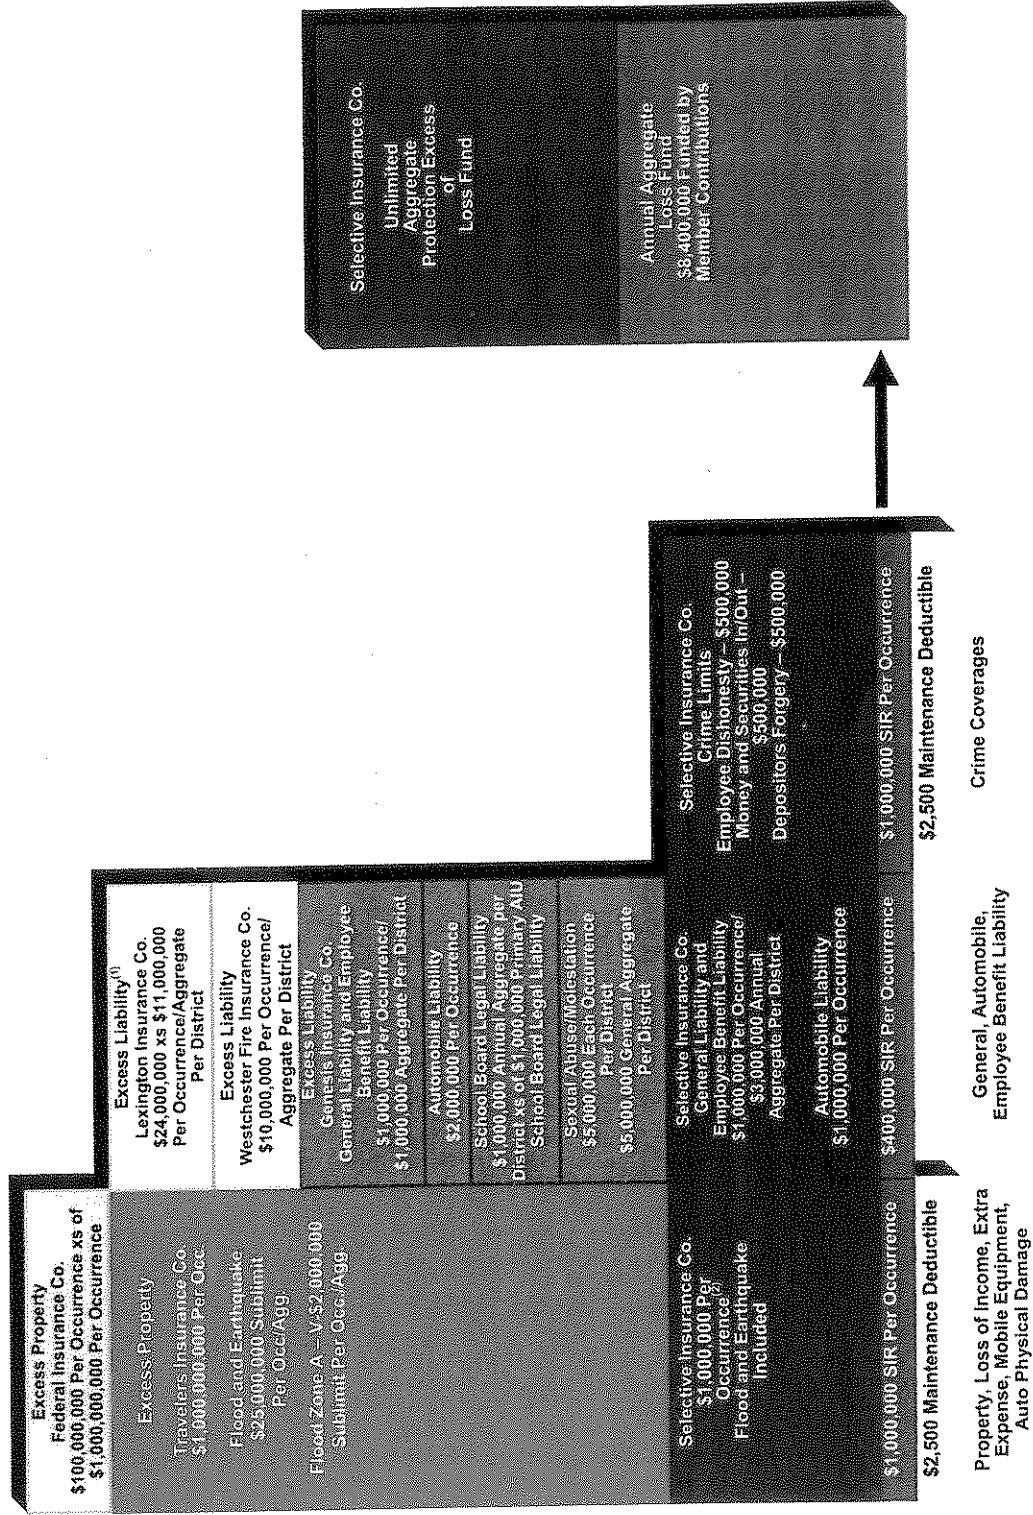 Excess Property
Federal Insurance Co.
$100,000,000 Per Occurrence xs of
$1,000,000,000 Per Occurrence
Excess Property
Travelers Insurance Co.
$1,000,000,000 Per Occ.
Flood and Earthquake
$25,000,000 Sublimit
Per Occ/Agg.
Flood Zone A – V $2,000,000
Sublimit Per Occ/Agg
Selective Insurance Co.
$1,000,000 Per
Occurrence(2)
Flood and Earthquake
Included
$1,000,000 SIR Per Occurrence
$2,500 Maintenance Deductible
Property, Loss of Income, Extra
Expense, Mobile Equipment,
Auto Physical Damage
Excess Liability(1)
Lexington Insurance Co.
$24,000,000 xs $11,000,000
Per Occurrence/Aggregate
Per District
Excess Liability
Westchester Fire Insurance Co.
$10,000,000 Per Occurrence/
Aggregate Per District
Excess Liability
Genesis Insurance Co.
General Liability and Employee
Benefit Liability
$1,000,000 Per Occurrence/
$1,000,000 Aggregate Per District
Automobile Liability
$2,000,000 Per Occurrence
School Board Legal Liability
$1,000,000 Annual Aggregate per
District xs of $1,000,000 Primary AIU
School Board Legal Liability
Sexual Abuse/Molestation
$5,000,000 Each Occurrence
Per District
$5,000,000 General Aggregate
Per District
Selective Insurance Co.
General Liability and
Employee Benefit Liability
$1,000,000 Per Occurrence/
$3,000,000 Annual
Aggregate Per District
Automobile Liability
$1,000,000 Per Occurrence
$400,000 SIR Per Occurrence
General, Automobile,
Employee Benefit Liability
Selective Insurance Co.
Crime Limits
Employee Dishonesty – $500,000
Money and Securities In/Out –
$500,000
Depositors Forgery – $500,000
$1,000,000 SIR Per Occurrence
$2,500 Maintenance Deductible
Crime Coverages
Selective Insurance Co.
Unlimited
Aggregate
Protection Excess
of
Loss Fund
Annual Aggregate
Loss Fund
$8,400,000 Funded by
Member Contributions